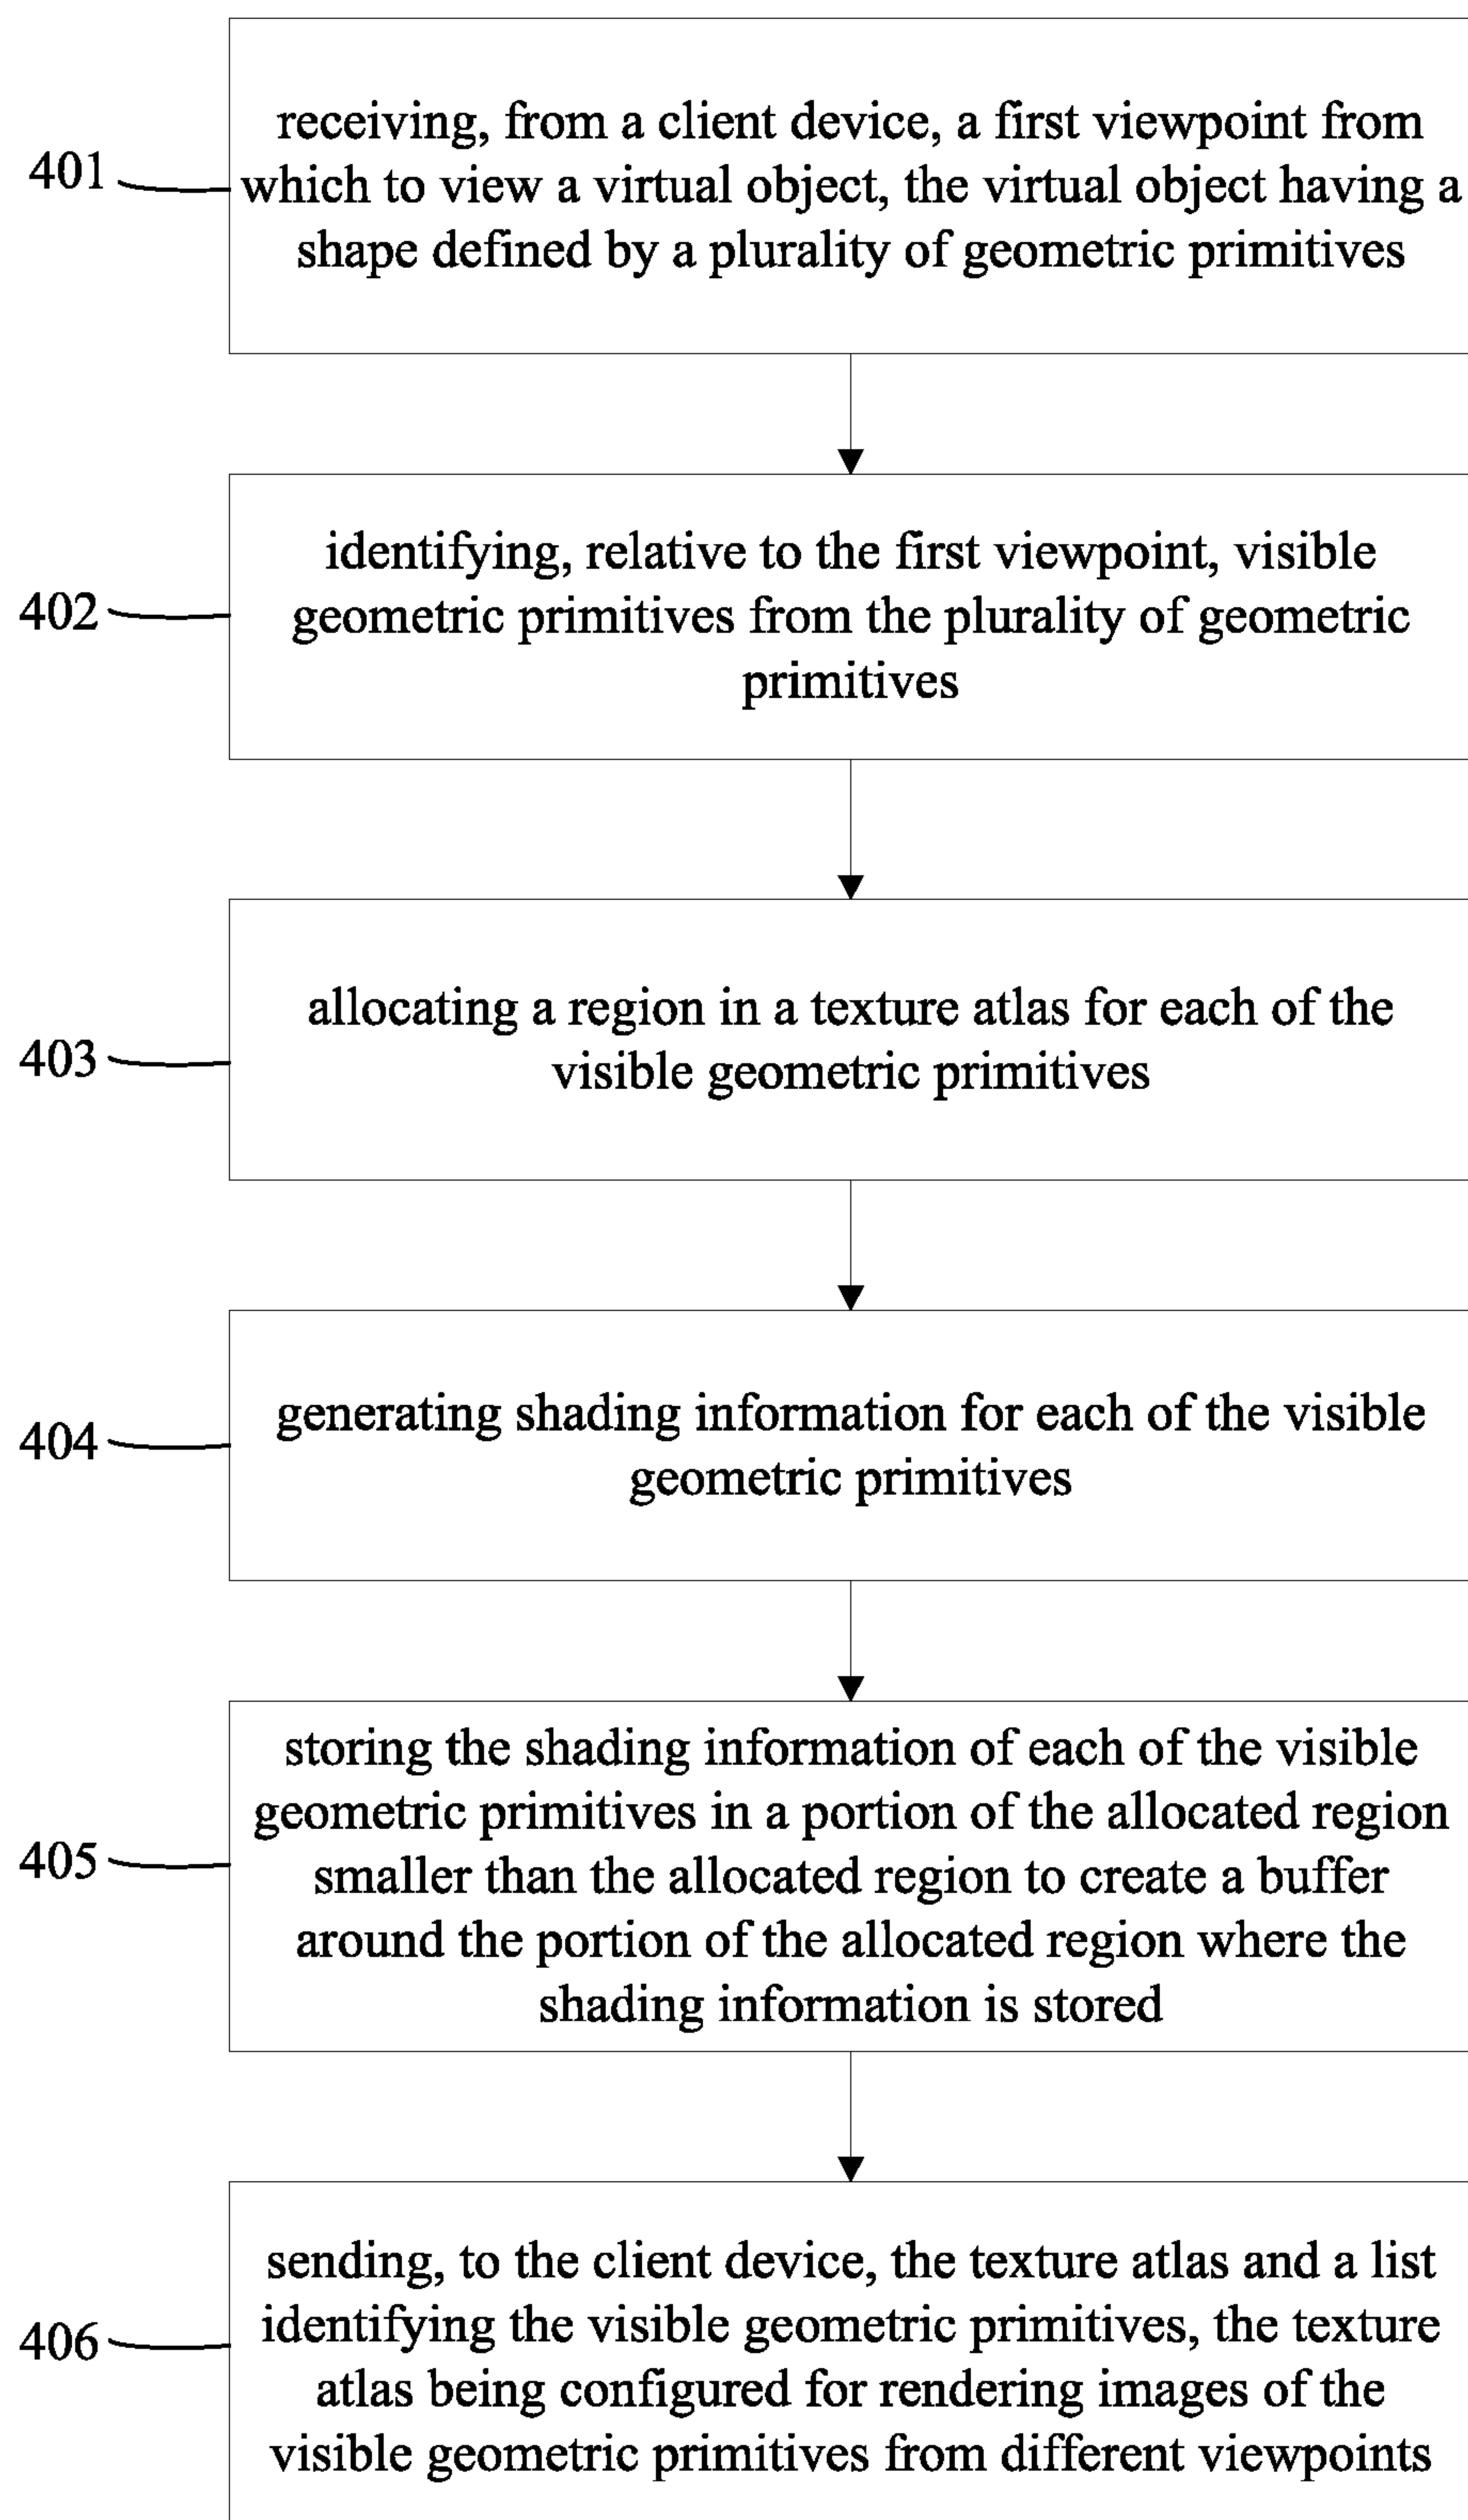 receiving, from a client device, a first viewpoint from
401
which to view a virtual object, the virtual object having a
shape defined by a plurality of geometric primitives
identifying, relative to the first viewpoint, visible
402
geometric primitives from the plurality of geometric
primitives
allocating a region in a texture atlas for each of the
403
visible geometric primitives
generating shading information for each of the visible
404
geometric primitives
storing the shading information of each of the visible
geometric primitives in a portion of the allocated region
405
smaller than the allocated region to create a buffer
around the portion of the allocated region where the
shading information is stored
sending, to the client device, the texture atlas and a list
identifying the visible geometric primitives, the texture
406
atlas being configured for rendering images of the
visible geometric primitives from different viewpoints